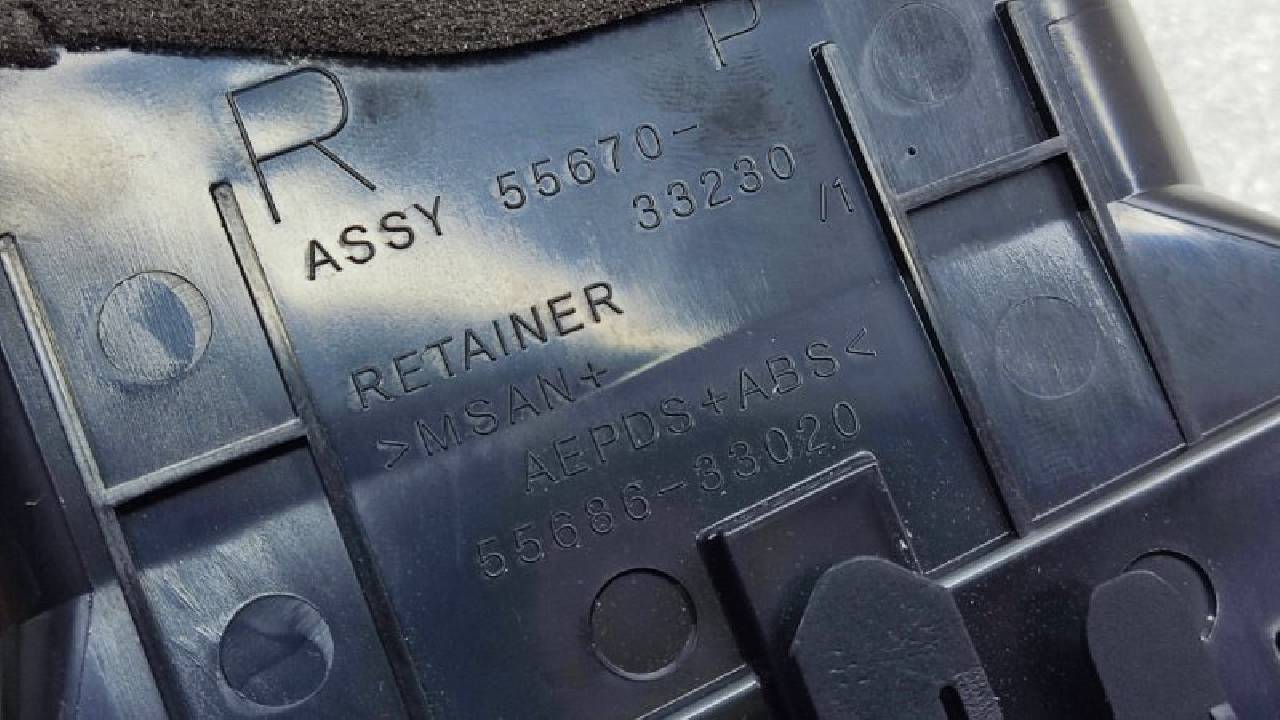 P
R
ASSY 55670-
33230
/1
RETAINER
>MSAN+
AEPDS+ABS<
55686-33020